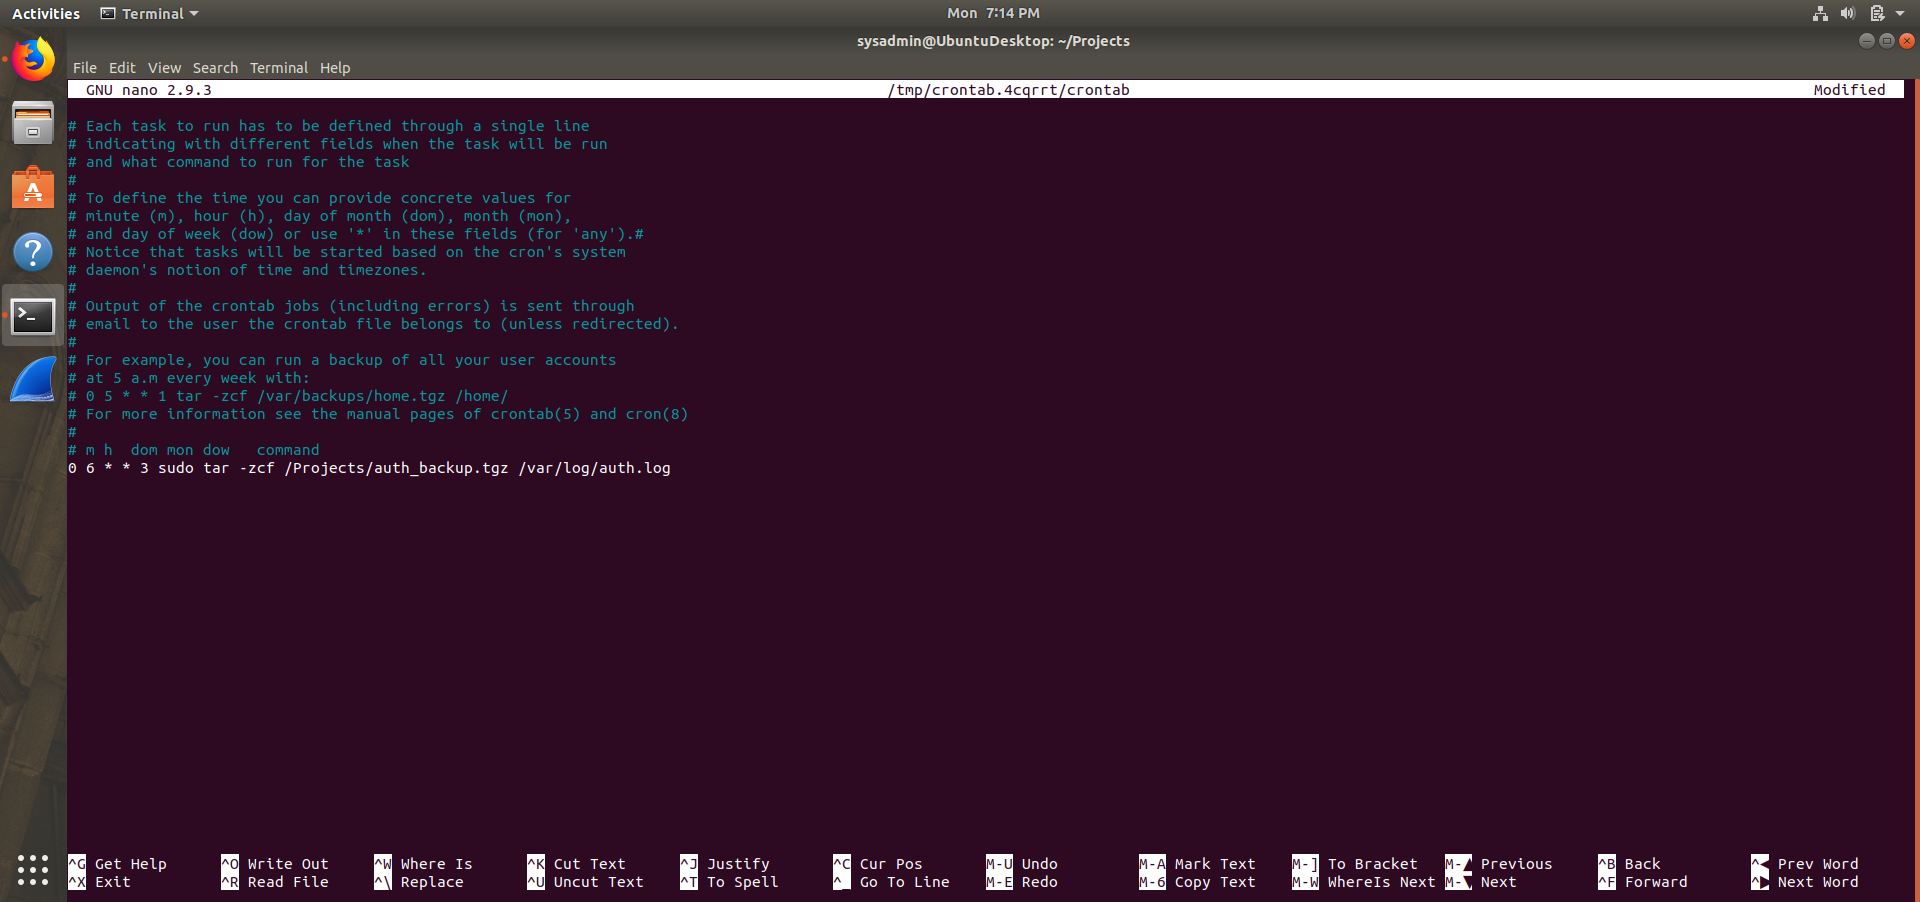 Activities Terminal Mon 7:14 PM
sysadmin@UbuntuDesktop: ~/Projects
File Edit View Search Terminal Help
GNU nano 2.9.3 /tmp/crontab.4cqrrt/crontab Modified
# Each task to run has to be defined through a single line
# indicating with different fields when the task will be run
# and what command to run for the task
#
# To define the time you can provide concrete values for
# minute (m), hour (h), day of month (dom), month (mon),
# and day of week (dow) or use '*' in these fields (for 'any').#
# Notice that tasks will be started based on the cron's system
# daemon's notion of time and timezones.
#
# Output of the crontab jobs (including errors) is sent through
# email to the user the crontab file belongs to (unless redirected).
#
# For example, you can run a backup of all your user accounts
# at 5 a.m every week with:
# 0 5 * * 1 tar -zcf /var/backups/home.tgz /home/
# For more information see the manual pages of crontab(5) and cron(8)
#
# m h  dom mon dow   command
0 6 * * 3 sudo tar -zcf /Projects/auth_backup.tgz /var/log/auth.log
^G Get Help ^O Write Out ^W Where Is ^K Cut Text ^J Justify ^C Cur Pos M-U Undo M-A Mark Text M-] To Bracket M-▲ Previous ^B Back ^◀ Prev Word
^X Exit ^R Read File ^\ Replace ^U Uncut Text ^T To Spell ^_ Go To Line M-E Redo M-6 Copy Text M-W WhereIs Next M-▼ Next ^F Forward ^▶ Next Word